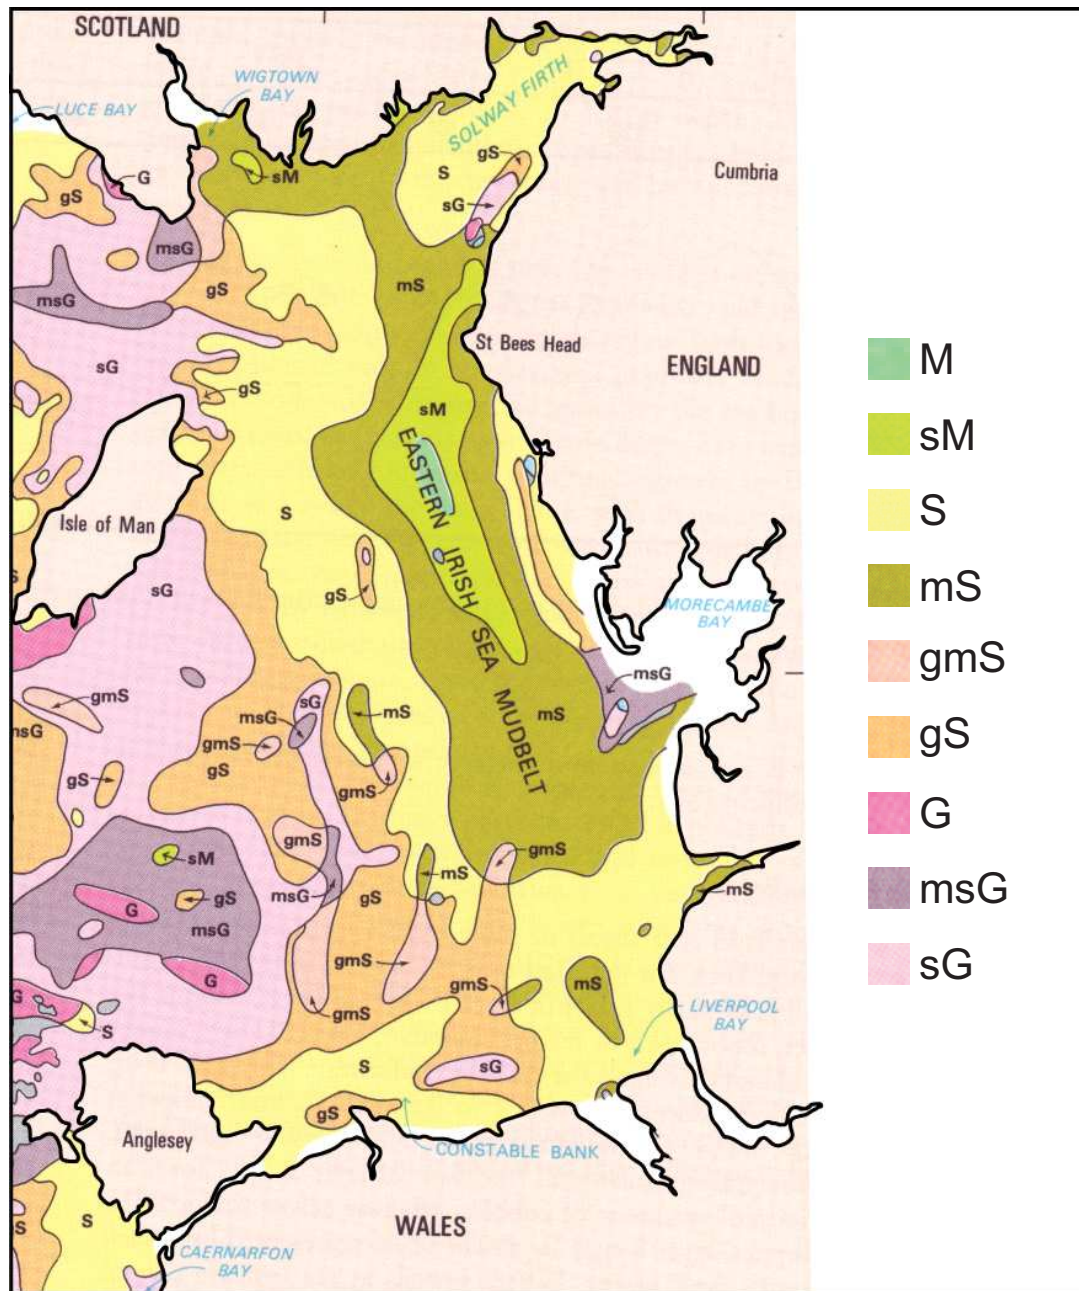 SCOTLAND
WIGTOWN
BAY
LUCE BAY
SOLWAY FIRTH
gS
G
sM
S
Cumbria
gS
sG
msG
mS
gS
msG
St Bees Head
M
sG
ENGLAND
gS
sM
sM
EASTERN IRISH SEA MUDBELT
S
S
Isle of Man
S
mS
sG
gS
MORECAMBE
BAY
gmS
msG
gmS
sG
msG
mS
mS
gmS
gS
msG
gS
gS
gmS
G
gmS
gmS
sM
mS
mS
msG
gS
gS
G
msG
msG
sG
gmS
G
gmS
mS
G
gmS
LIVERPOOL
BAY
S
S
sG
gS
Anglesey
CONSTABLE BANK
S
S
WALES
CAERNARFON
BAY